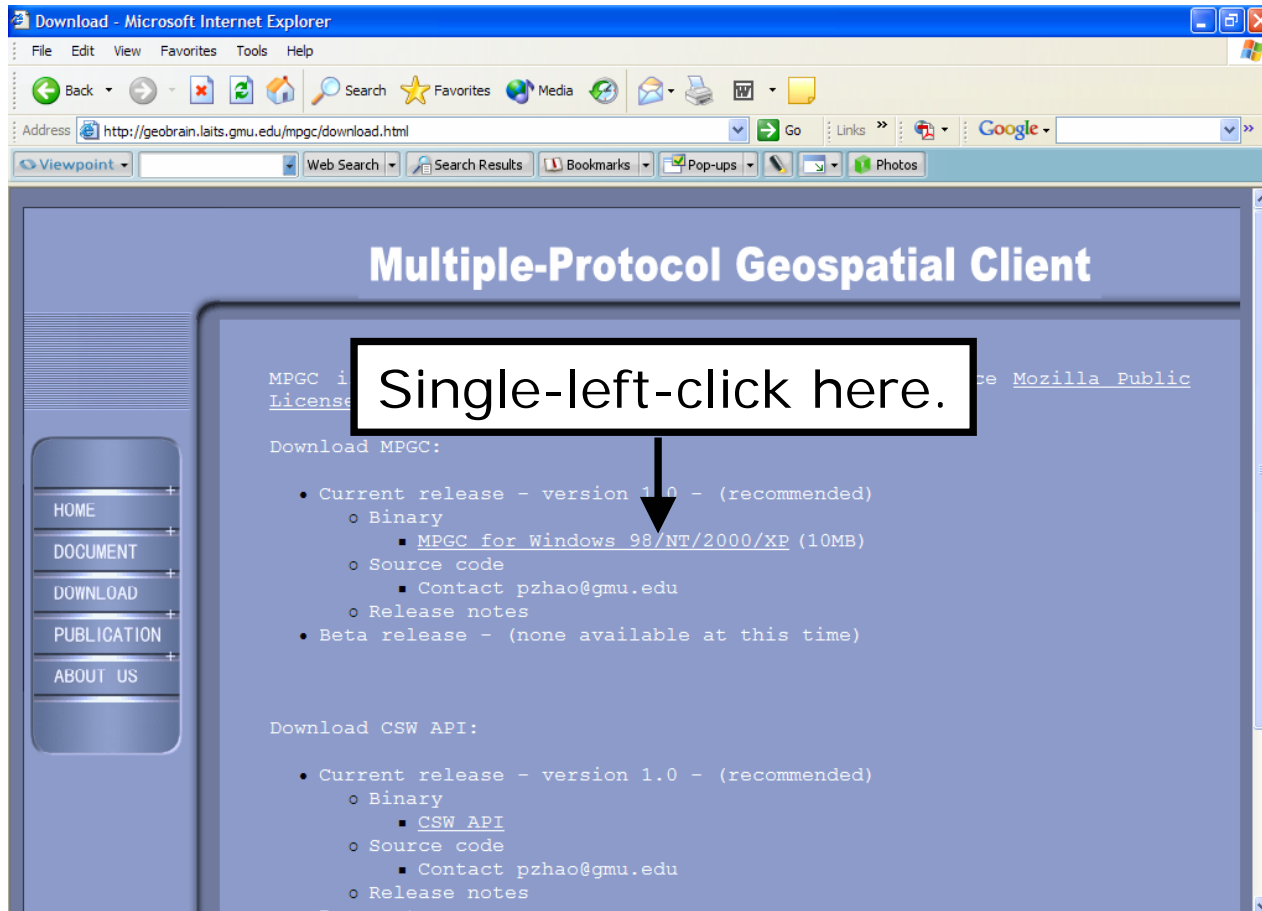 Download - Microsoft Internet Explorer
File Edit View Favorites Tools Help
Back Search Favorites Media
Address http://geobrain.laits.gmu.edu/mpgc/download.html Go Links » Google »
Viewpoint Web Search Search Results Bookmarks Pop-ups Photos
Multiple-Protocol Geospatial Client
MPGC Mozilla Public
License
Single-left-click here.
Download MPGC:
• Current release - version 1.0 - (recommended)
o Binary
▪ MPGC for Windows 98/NT/2000/XP (10MB)
o Source code
▪ Contact pzhao@gmu.edu
o Release notes
• Beta release - (none available at this time)
HOME
DOCUMENT
DOWNLOAD
PUBLICATION
ABOUT US
Download CSW API:
• Current release - version 1.0 - (recommended)
o Binary
▪ CSW API
o Source code
▪ Contact pzhao@gmu.edu
o Release notes